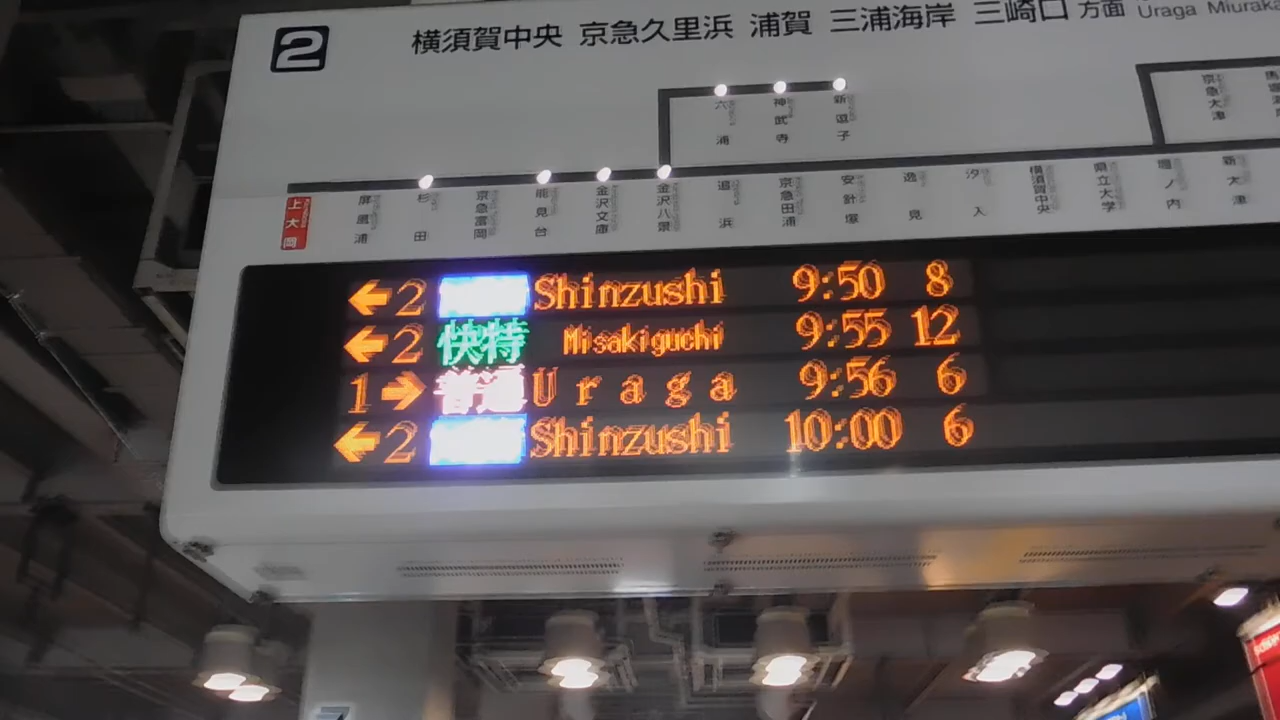 2
横須賀中央 京急久里浜 浦賀 三浦海岸 三崎口 方面 Uraga Miuraka
六浦 神武寺 新逗子
京急大津
上大岡 屏風浦 杉田 京急富岡 能見台 金沢文庫 金沢八景 追浜 京急田浦 安針塚 逸見 汐入 横須賀中央 県立大学 堀ノ内 新大津
←2 Shinzushi 9:50 8
←2 快特 Misakiguchi 9:55 12
1→ 普通 Uraga 9:56 6
←2 Shinzushi 10:00 6